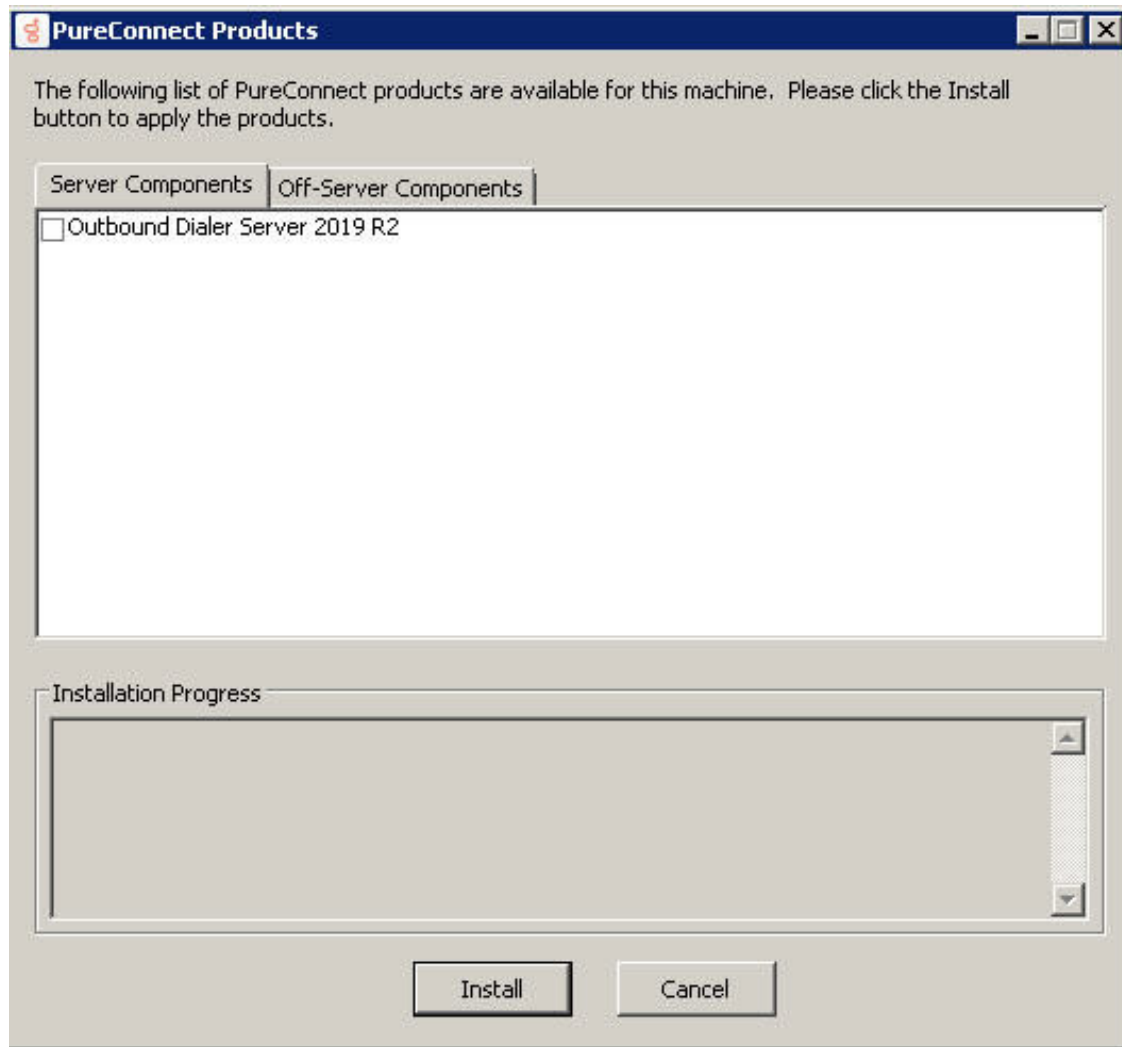 PureConnect Products
The following list of PureConnect products are available for this machine.  Please click the Install
button to apply the products.
Server Components
Off-Server Components
Outbound Dialer Server 2019 R2
Installation Progress
Install
Cancel